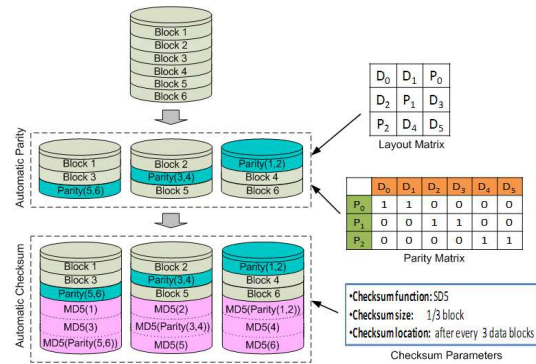 Block 1
Block 2
Block 3
Block 4
Block 5
Block 6
Automatic Parity
Block 1
Block 3
Parity(5,6)
Block 2
Parity(3,4)
Block 5
Parity(1,2)
Block 4
Block 6
D0 D1 P0
D2 P1 D3
P2 D4 D5
Layout Matrix
D0 D1 D2 D3 D4 D5
P0 1 1 0 0 0 0
P1 0 0 1 1 0 0
P2 0 0 0 0 1 1
Parity Matrix
Automatic Checksum
Block 1
Block 3
Parity(5,6)
MD5(1)
MD5(3)
MD5(Parity(5,6))
Block 2
Parity(3,4)
Block 5
MD5(2)
MD5(Parity(3,4))
MD5(5)
Parity(1,2)
Block 4
Block 6
MD5(Parity(1,2))
MD5(4)
MD5(6)
•Checksum function: SD5
•Checksum size: 1/3 block
•Checksum location: after every 3 data blocks
Checksum Parameters